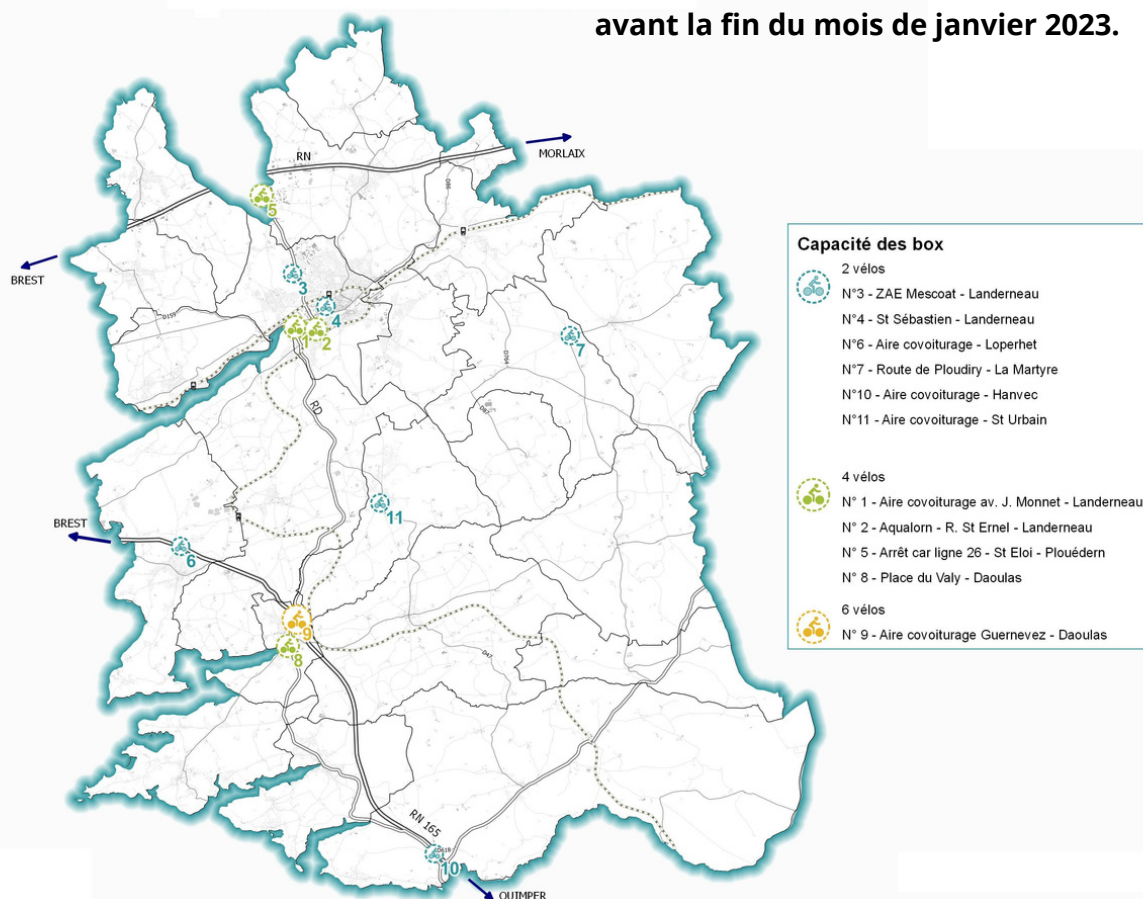 avant la fin du mois de janvier 2023.
RN
MORLAIX
5
BREST
3
4
1
2
7
RD
11
BREST
6
9
8
D47
RN 165
10
QUIMPER
Capacité des box
2 vélos
N°3 - ZAE Mescoat - Landerneau
N°4 - St Sébastien - Landerneau
N°6 - Aire covoiturage - Loperhet
N°7 - Route de Ploudiry - La Martyre
N°10 - Aire covoiturage - Hanvec
N°11 - Aire covoiturage - St Urbain
4 vélos
N° 1 - Aire covoiturage av. J. Monnet - Landerneau
N° 2 - Aqualorn - R. St Ernel - Landerneau
N° 5 - Arrêt car ligne 26 - St Eloi - Plouédern
N° 8 - Place du Valy - Daoulas
6 vélos
N° 9 - Aire covoiturage Guernevez - Daoulas